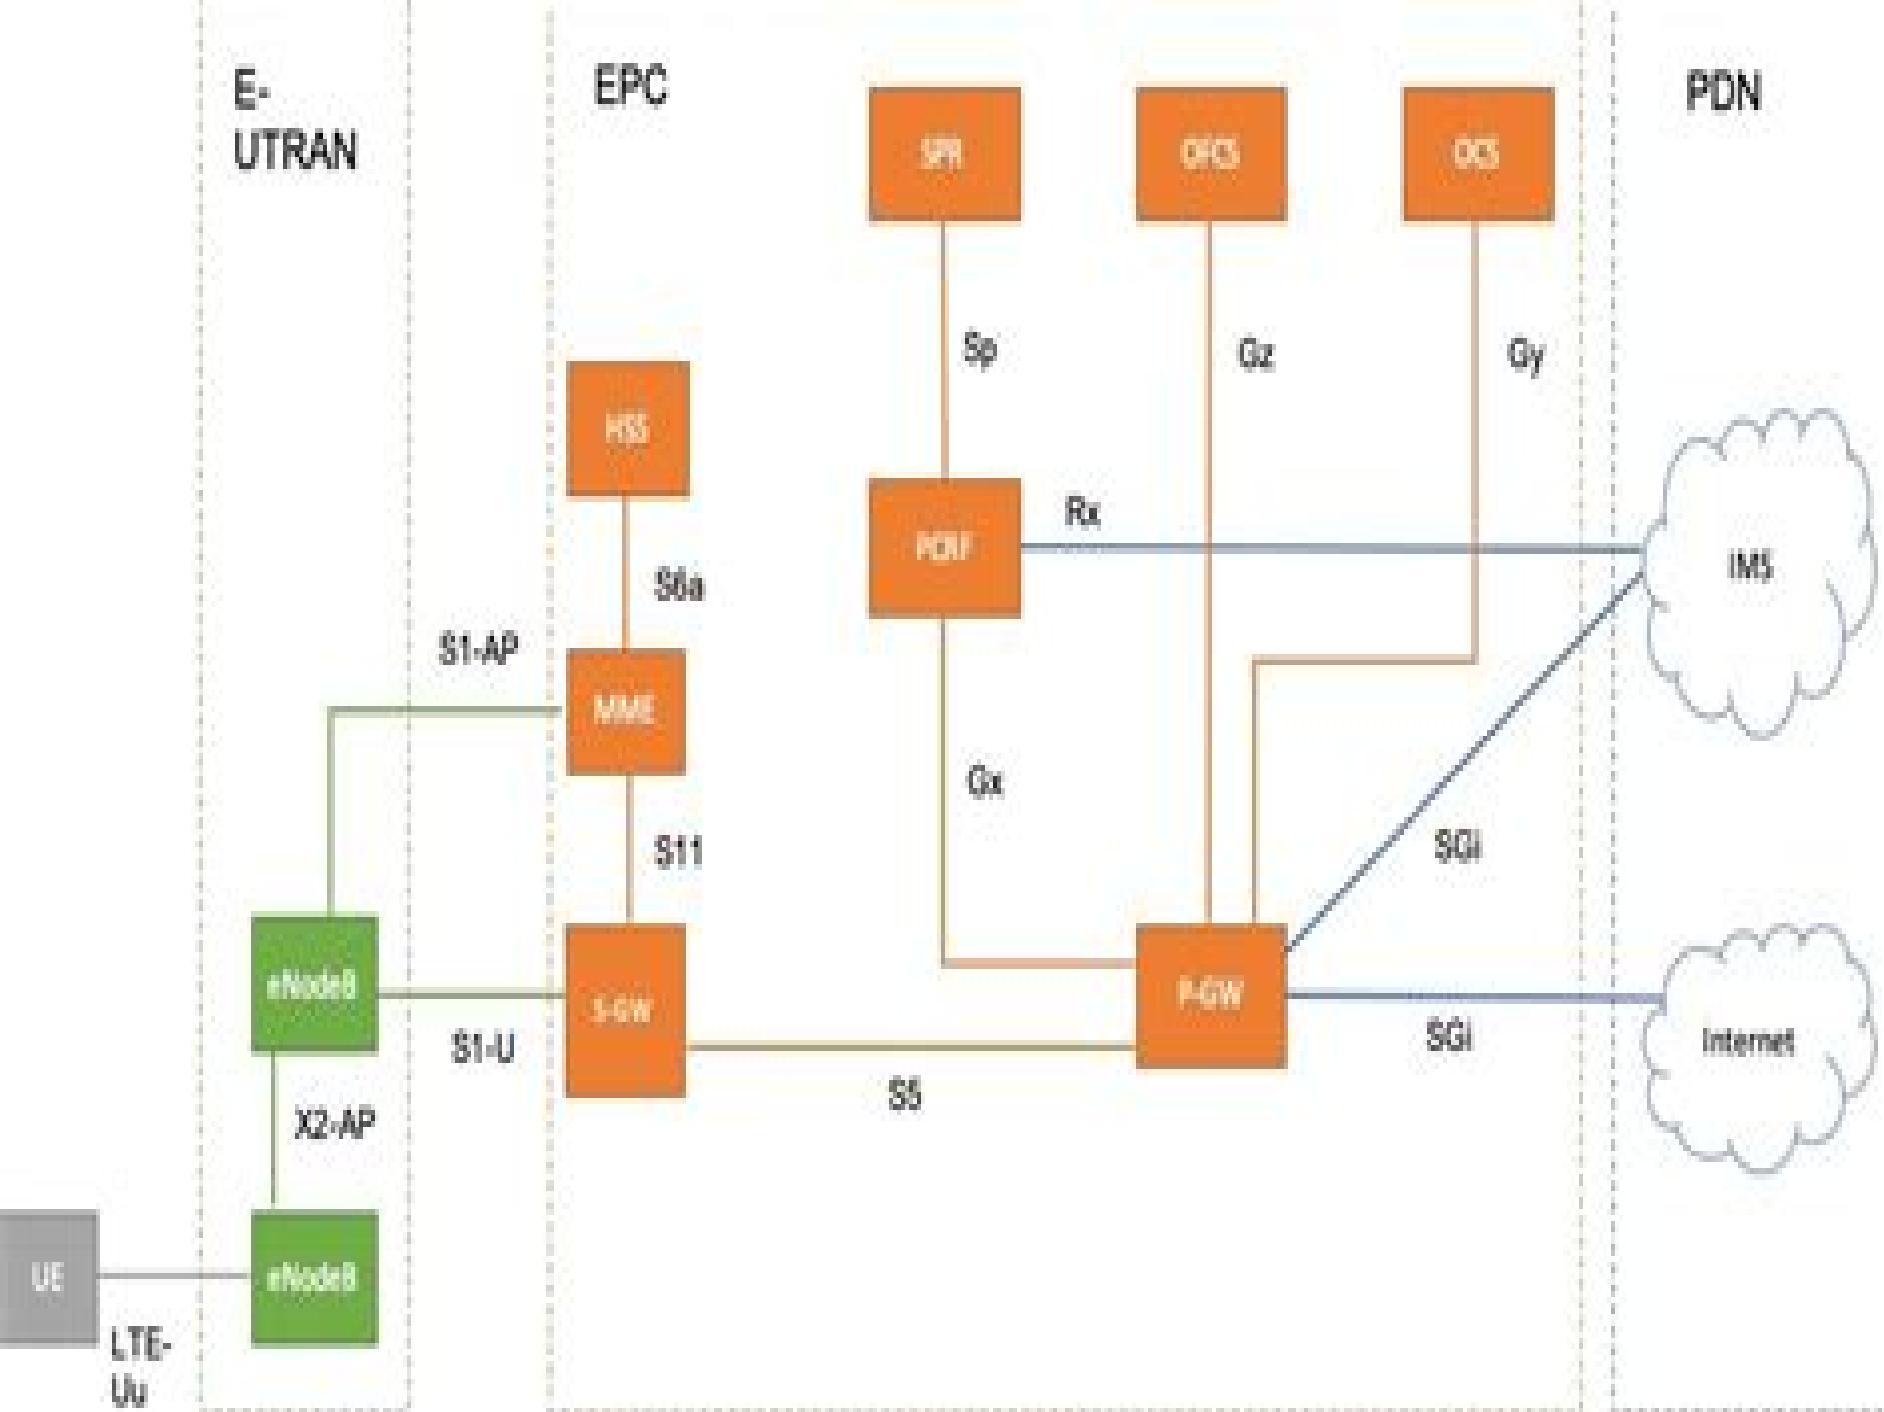 E-
UTRAN
EPC
PDN
SPR
OFCS
OCS
Sp
Gz
Gy
HSS
PCRF
Rx
IMS
S6a
S1-AP
MME
Gx
S11
SGi
eNodeB
S-GW
P-GW
S1-U
SGi
Internet
S5
X2-AP
UE
eNodeB
LTE-
Uu